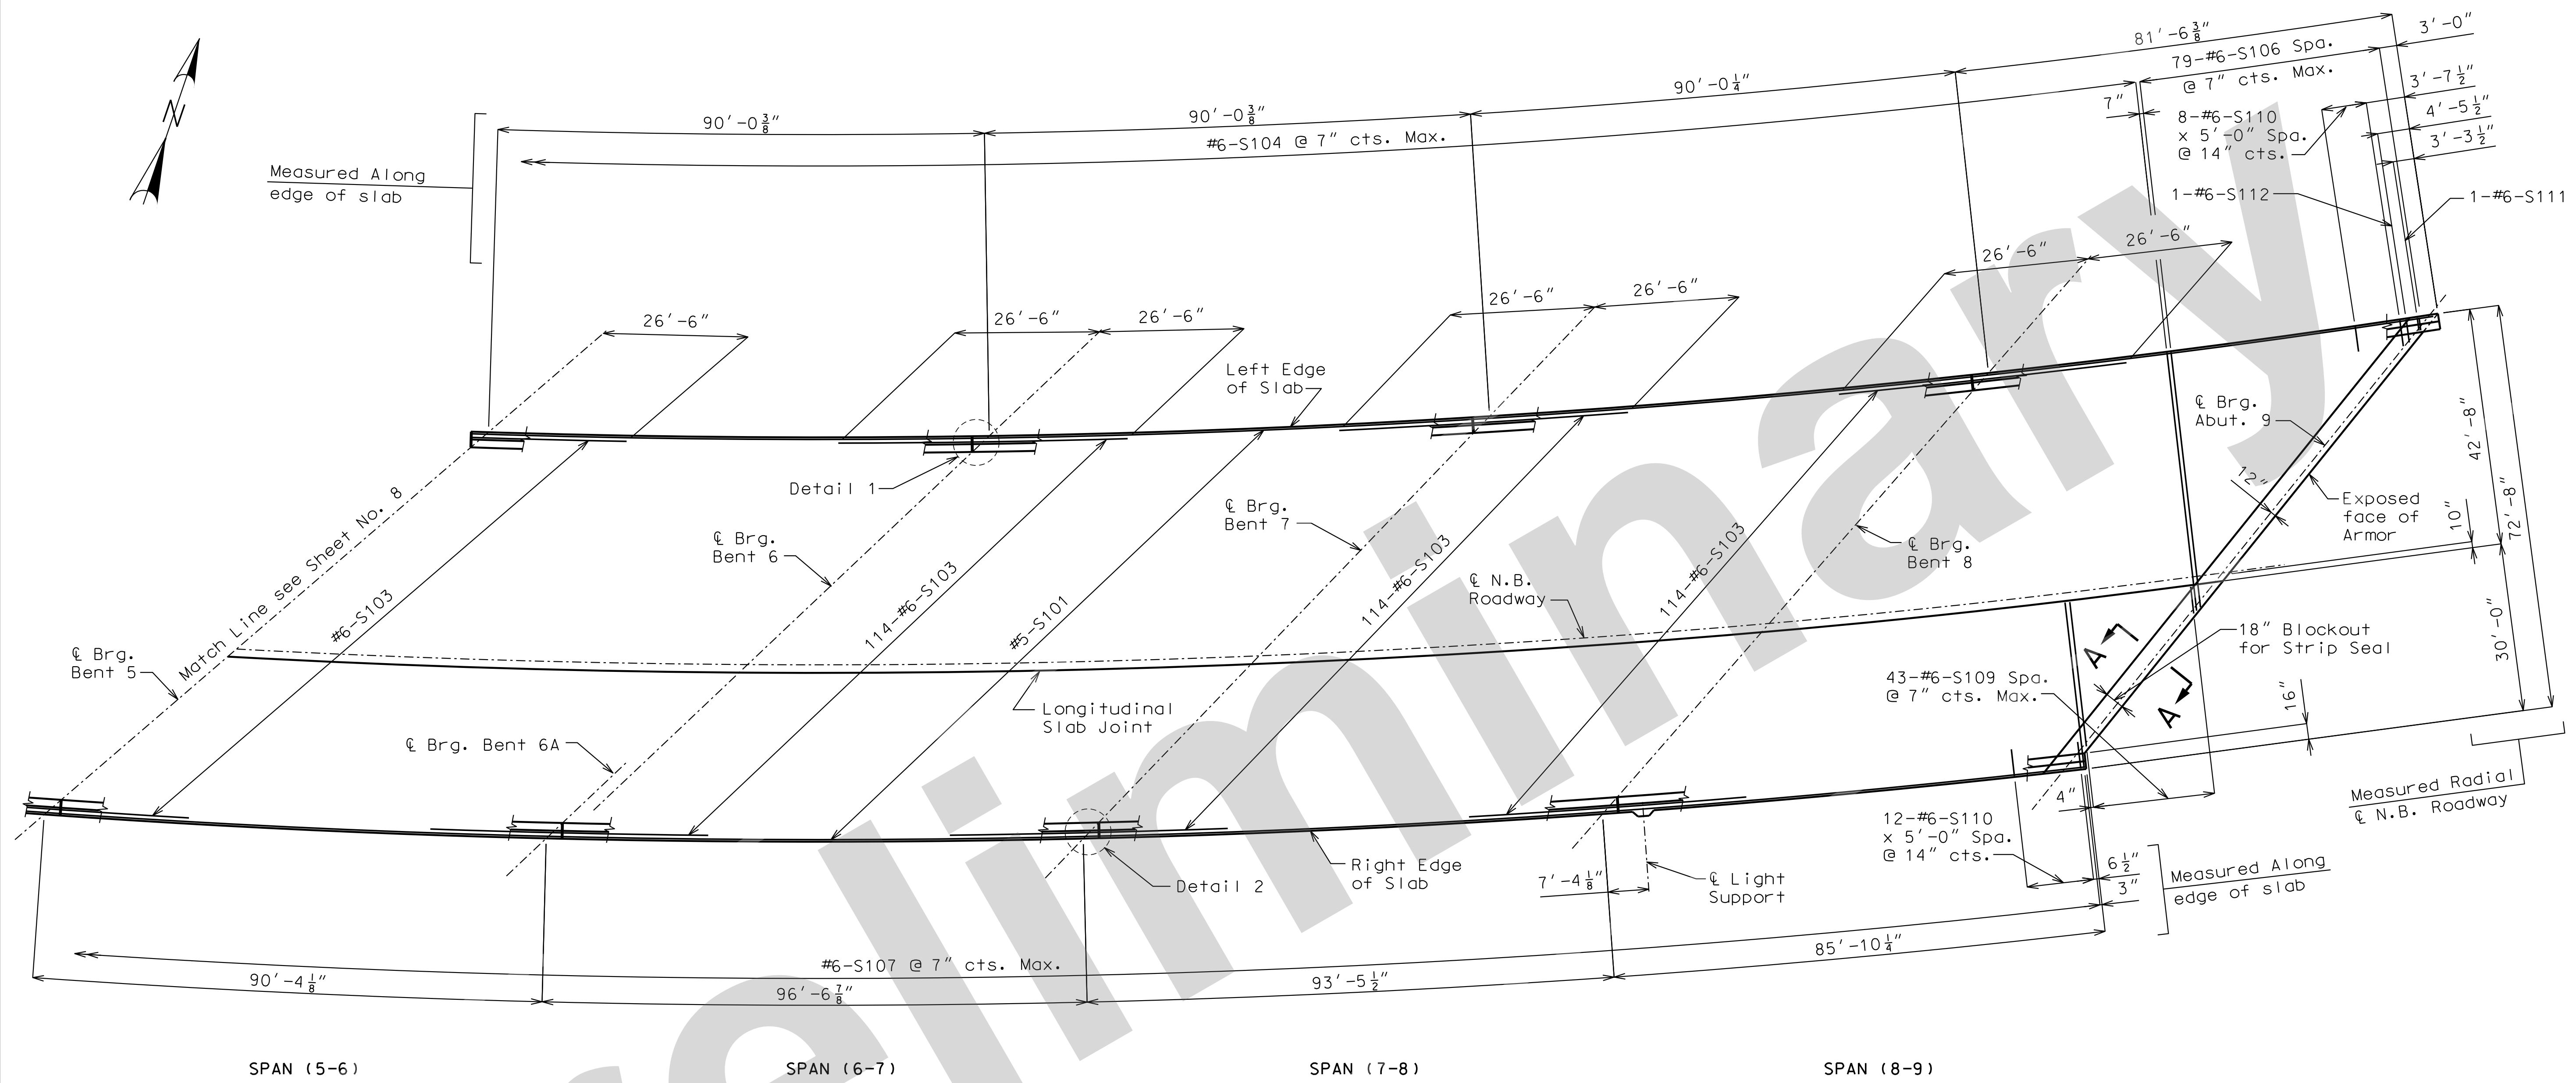 81'-6 3/8"
3'-0"
79-#6-S106 Spa.
@ 7" cts. Max.
90'-0 1/4"
3'-7 1/2"
7"
8-#6-S110
x 5'-0" Spa.
@ 14" cts.
4'-5 1/2"
3'-3 1/2"
90'-0 3/8"
90'-0 3/8"
#6-S104 @ 7" cts. Max.
N
Measured Along
edge of slab
1-#6-S112
1-#6-S111
26'-6"
26'-6"
26'-6"
26'-6"
26'-6"
26'-6"
26'-6"
Left Edge
of Slab
℄ Brg.
Abut. 9
42'-8"
Detail 1
12"
Exposed
face of
Armor
10"
72'-8"
Match Line see Sheet No. 8
℄ Brg.
Bent 6
℄ Brg.
Bent 7
℄ Brg.
Bent 8
#6-S103
114-#6-S103
#5-S101
114-#6-S103
114-#6-S103
℄ N.B.
Roadway
℄ Brg.
Bent 5
A
18" Blockout
for Strip Seal
30'-0"
43-#6-S109 Spa.
@ 7" cts. Max.
A
16"
Longitudinal
Slab Joint
℄ Brg. Bent 6A
Measured Radial
℄ N.B. Roadway
4"
12-#6-S110
x 5'-0" Spa.
@ 14" cts.
Detail 2
Right Edge
of Slab
7'-4 1/8"
℄ Light
Support
6 1/2"
3"
Measured Along
edge of slab
#6-S107 @ 7" cts. Max.
90'-4 1/8"
96'-6 7/8"
93'-5 1/2"
85'-10 1/4"
SPAN (5-6)
SPAN (6-7)
SPAN (7-8)
SPAN (8-9)
reliminary